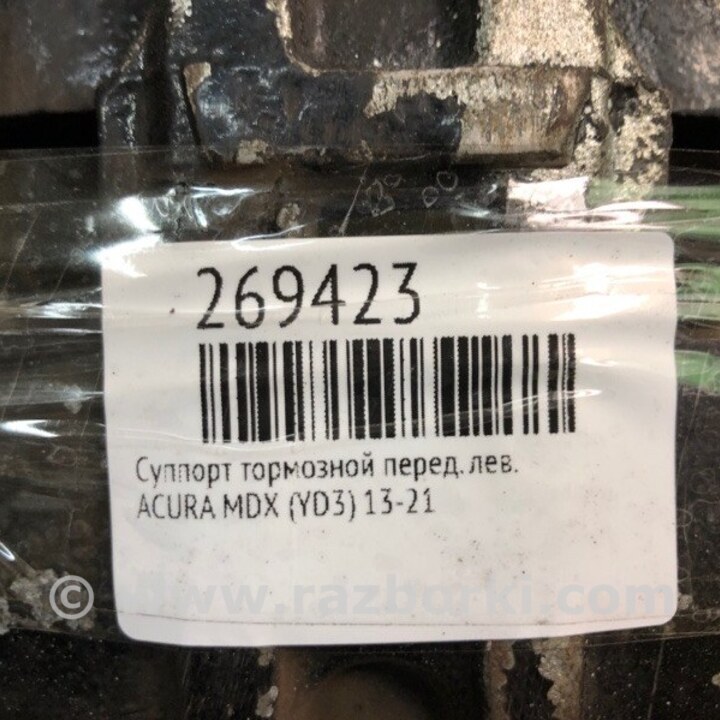 269423
Суппорт тормозной перед. лев.
ACURA MDX (YD3) 13-21
© www.razborki.com